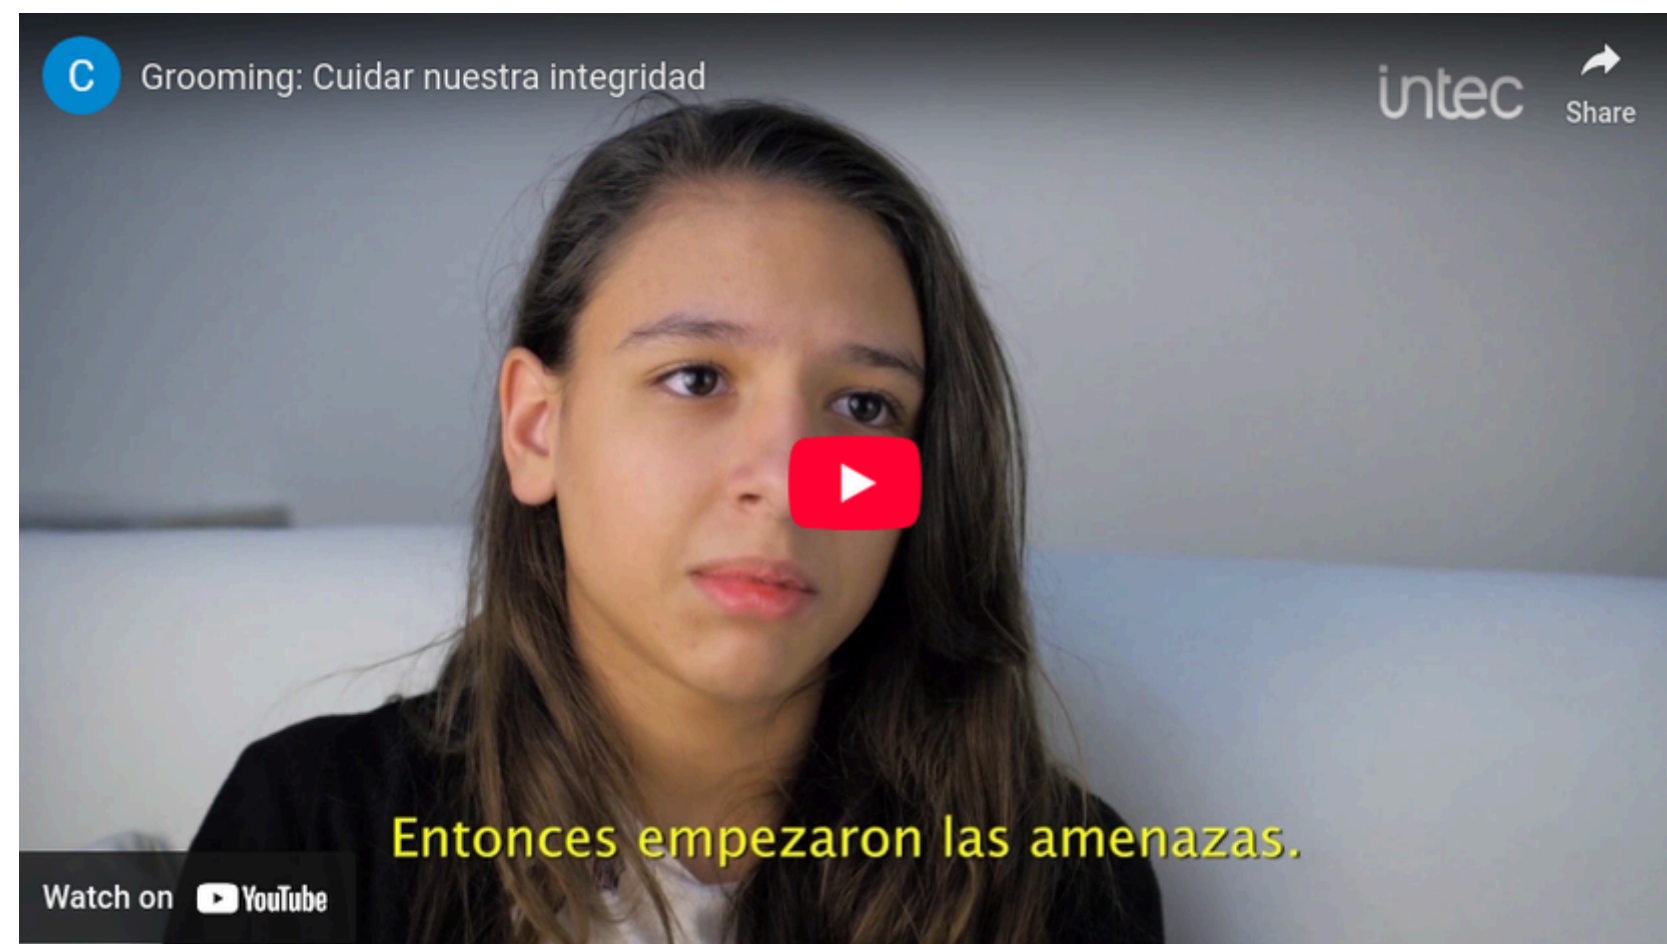 C
Grooming: Cuidar nuestra integridad
intec
Share
Entonces empezaron las amenazas.
Watch on YouTube